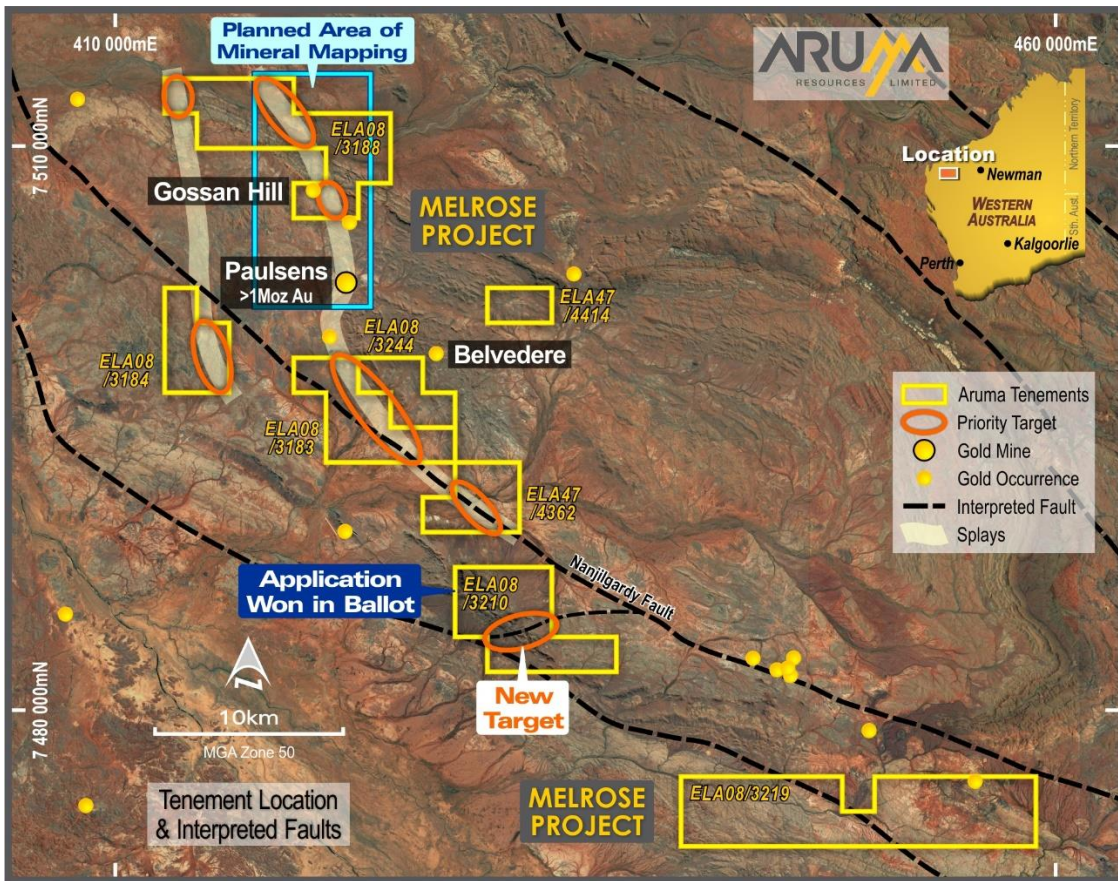 410 000mE
Planned Area of
Mineral Mapping
ARUMA
RESOURCES LIMITED
460 000mE
7 510 000mN
ELA08
/3188
Gossan Hill
MELROSE
PROJECT
Paulsens
>1Moz Au
ELA47
/4414
ELA08
/3244
Belvedere
ELA08
/3184
ELA08
/3183
ELA47
/4362
Location
Newman
WESTERN
AUSTRALIA
Kalgoorlie
Perth
Northern Territory
Sth. Aust.
Aruma Tenements
Priority Target
Gold Mine
Gold Occurrence
Interpreted Fault
Splays
Application
Won in Ballot
ELA08
/3210
Nanjilgardy Fault
New
Target
7 480 000mN
N
10km
MGA Zone 50
Tenement Location
& Interpreted Faults
MELROSE
PROJECT
ELA08/3219